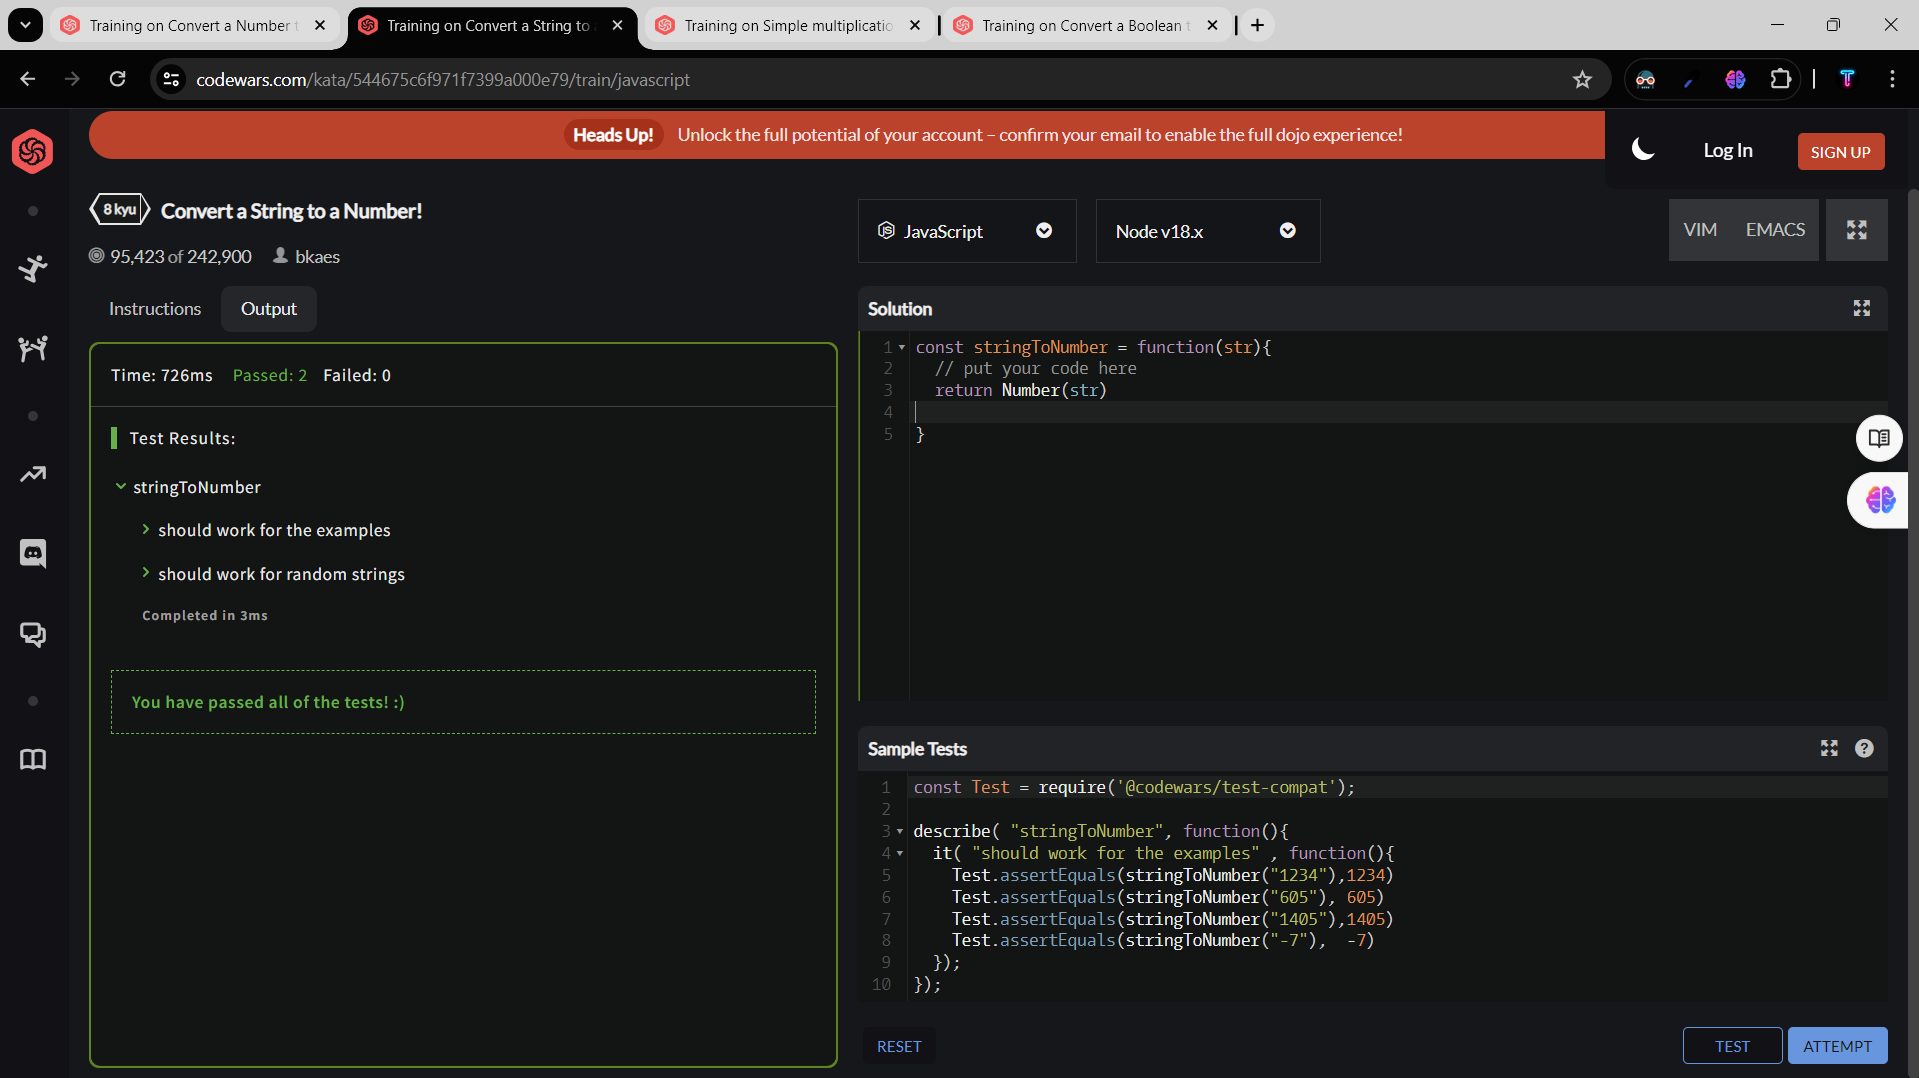 Training on Convert a Number t
Training on Convert a String to
Training on Simple multiplicatio
Training on Convert a Boolean t
codewars.com/kata/544675c6f971f7399a000e79/train/javascript
Heads Up! Unlock the full potential of your account – confirm your email to enable the full dojo experience!
Log In
SIGN UP
8 kyu
Convert a String to a Number!
95,423 of 242,900
bkaes
JavaScript
Node v18.x
VIM
EMACS
Instructions
Output
Time: 726ms Passed: 2 Failed: 0
Test Results:
stringToNumber
should work for the examples
should work for random strings
Completed in 3ms
You have passed all of the tests! :)
Solution
1 const stringToNumber = function(str){
2 // put your code here
3 return Number(str)
4
5 }
Sample Tests
?
1 const Test = require('@codewars/test-compat');
2
3 describe( "stringToNumber", function(){
4 it( "should work for the examples" , function(){
5 Test.assertEquals(stringToNumber("1234"),1234)
6 Test.assertEquals(stringToNumber("605"), 605)
7 Test.assertEquals(stringToNumber("1405"),1405)
8 Test.assertEquals(stringToNumber("-7"), -7)
9 });
10 });
RESET
TEST
ATTEMPT